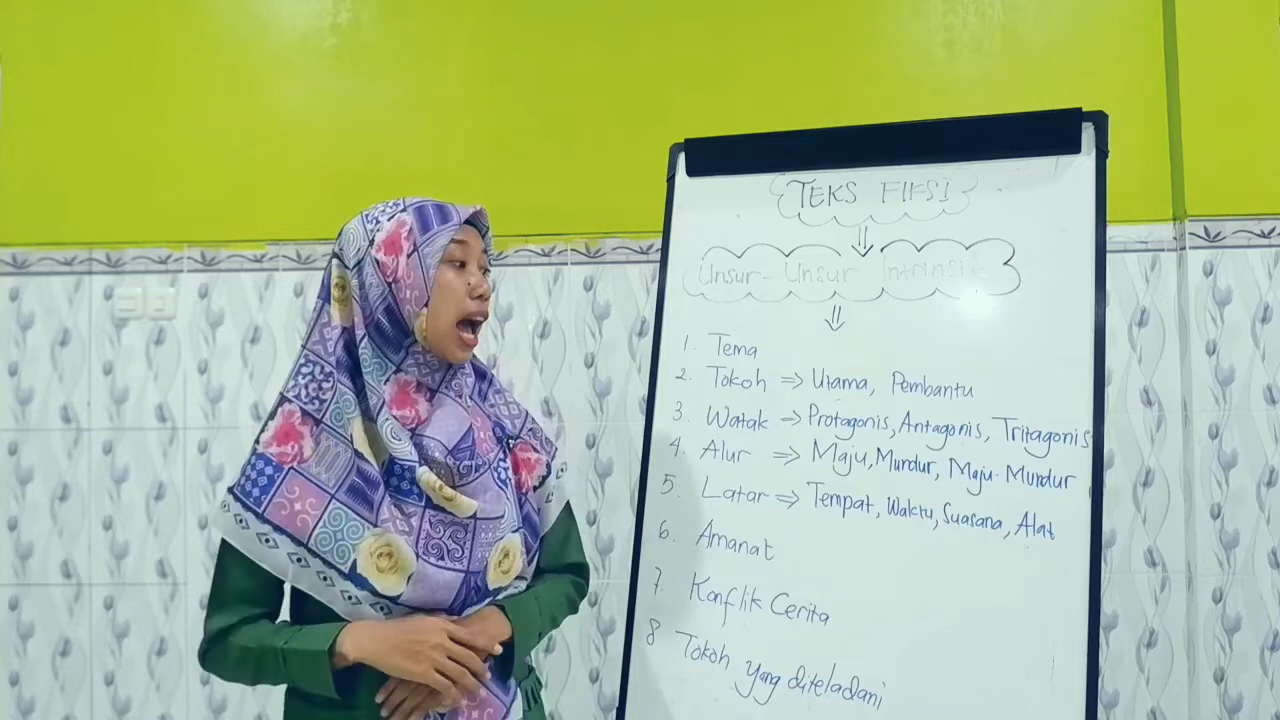 TEKS FIKSI
Unsur-Unsur Intrinsik
1. Tema
2. Tokoh ⇒ Utama, Pembantu
3. Watak ⇒ Protagonis, Antagonis, Tritagonis
4. Alur ⇒ Maju, Mundur, Maju-Mundur
5. Latar ⇒ Tempat, Waktu, Suasana, Alat
6. Amanat
7. Konflik Cerita
8 Tokoh yang diteladani